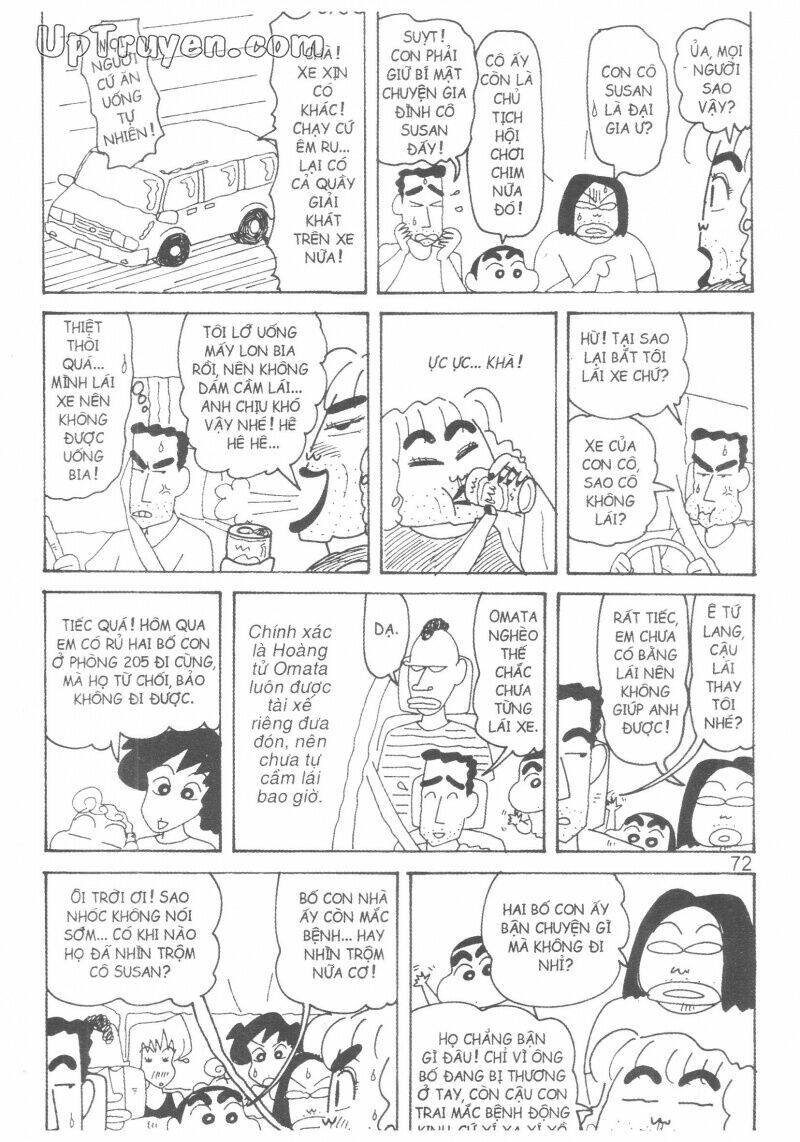 UpTruyen.com
NGƯỜI
CỨ ĂN
UỐNG
TỰ
NHIÊN!
CHÀ!
XE XỊN
CÓ
KHÁC!
CHẠY CỨ
ÊM RU...
LẠI CÓ
CẢ QUẦY
GIẢI
KHÁT
TRÊN XE
NỮA!
SUỴT!
CON PHẢI
GIỮ BÍ MẬT
CHUYỆN GIA
ĐÌNH CÔ
SUSAN
ĐẤY!
CÔ ẤY
CÒN LÀ
CHỦ
TỊCH
HỘI
CHƠI
CHIM
NỮA
ĐÓ!
CON CÔ
SUSAN
LÀ ĐẠI
GIA Ư?
ỦA, MỌI
NGƯỜI
SAO
VẬY?
THIỆT
THÒI
QUÁ...
MÌNH LÁI
XE NÊN
KHÔNG
ĐƯỢC
UỐNG
BIA!
TÔI LỠ UỐNG
MẤY LON BIA
RỒI, NÊN KHÔNG
DÁM CẦM LÁI...
ANH CHỊU KHÓ
VẬY NHÉ! HÊ
HÊ HÊ...
ỰC ỰC... KHÀ!
HỪ! TẠI SAO
LẠI BẮT TÔI
LÁI XE CHỨ?
XE CỦA
CON CÔ,
SAO CÔ
KHÔNG
LÁI?
TIẾC QUÁ! HÔM QUA
EM CÓ RỦ HAI BỐ CON
Ở PHÒNG 205 ĐI CÙNG,
MÀ HỌ TỪ CHỐI, BẢO
KHÔNG ĐI ĐƯỢC.
Chính xác
là Hoàng
tử Omata
luôn được
tài xế
riêng đưa
đón, nên
chưa tự
cầm lái
bao giờ.
DẠ.
OMATA
NGHÈO
THẾ
CHẮC
CHƯA
TỪNG
LÁI XE.
RẤT TIẾC,
EM CHƯA
CÓ BẰNG
LÁI NÊN
KHÔNG
GIÚP ANH
ĐƯỢC!
Ê TỨ
LANG,
CẬU
LÁI
THAY
TÔI
NHÉ?
72
ÔI TRỜI ƠI! SAO
NHÓC KHÔNG NÓI
SỚM... CÓ KHI NÀO
HỌ ĐÃ NHÌN TRỘM
CÔ SUSAN?
BỐ CON NHÀ
ẤY CÒN MẮC
BỆNH... HAY
NHÌN TRỘM
NỮA CƠ!
HAI BỐ CON ẤY
BẬN CHUYỆN GÌ
MÀ KHÔNG ĐI
NHỈ?
HỌ CHẲNG BẬN
GÌ ĐÂU! CHỈ VÌ ÔNG
BỐ ĐANG BỊ THƯƠNG
Ở TAY, CÒN CẬU CON
TRAI MẮC BỆNH ĐỘNG
KINH CỨ XÌ XÀ XÌ XỒ